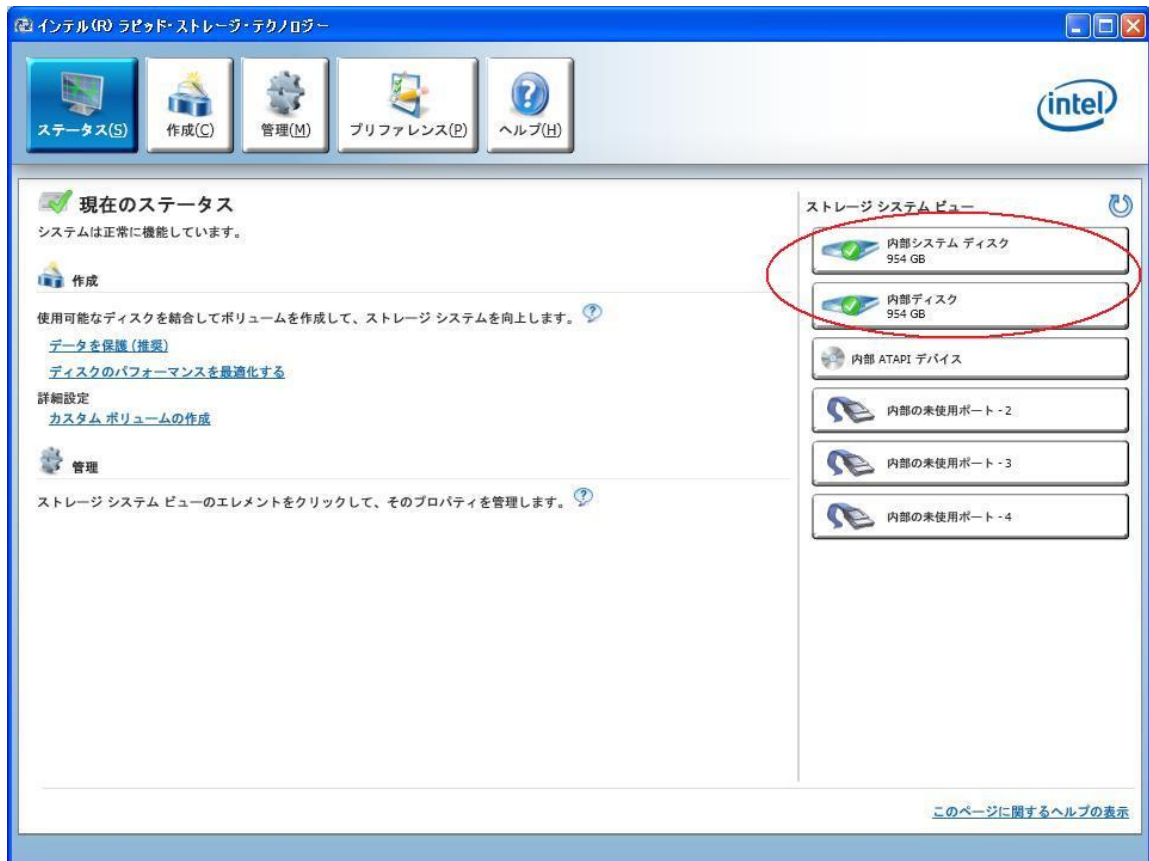 インテル(R) ラピッド・ストレージ・テクノロジー
ステータス(S)
作成(C)
管理(M)
プリファレンス(P)
ヘルプ(H)
intel
現在のステータス
システムは正常に機能しています。
作成
使用可能なディスクを結合してボリュームを作成して、ストレージ システムを向上します。
データを保護 (推奨)
ディスクのパフォーマンスを最適化する
詳細設定
カスタム ボリュームの作成
管理
ストレージ システム ビューのエレメントをクリックして、そのプロパティを管理します。
ストレージ システム ビュー
内部システム ディスク
954 GB
内部ディスク
954 GB
内部 ATAPI デバイス
内部の未使用ポート - 2
内部の未使用ポート - 3
内部の未使用ポート - 4
このページに関するヘルプの表示